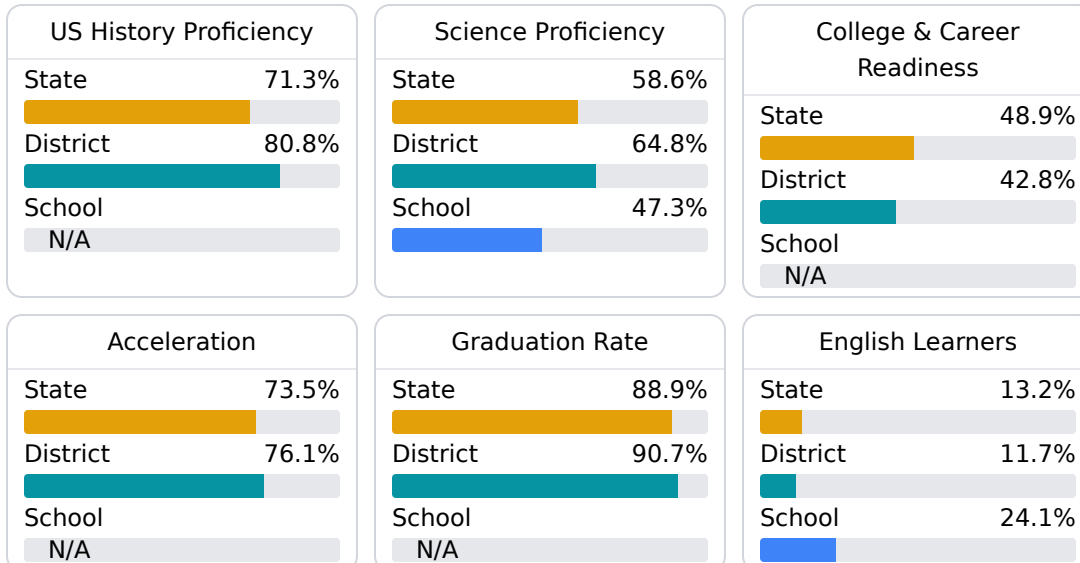 US History Proficiency
State 71.3%
District 80.8%
School
N/A
Science Proficiency
State 58.6%
District 64.8%
School 47.3%
College & Career
Readiness
State 48.9%
District 42.8%
School
N/A
Acceleration
State 73.5%
District 76.1%
School
N/A
Graduation Rate
State 88.9%
District 90.7%
School
N/A
English Learners
State 13.2%
District 11.7%
School 24.1%